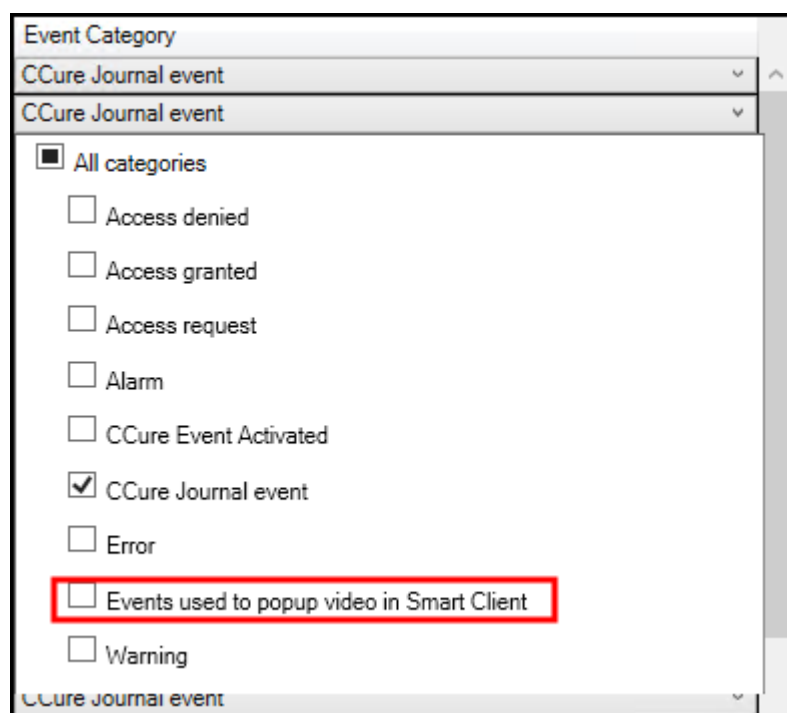 Event Category
CCure Journal event
CCure Journal event
All categories
Access denied
Access granted
Access request
Alarm
CCure Event Activated
CCure Journal event
Error
Events used to popup video in Smart Client
Warning
CCure Journal event